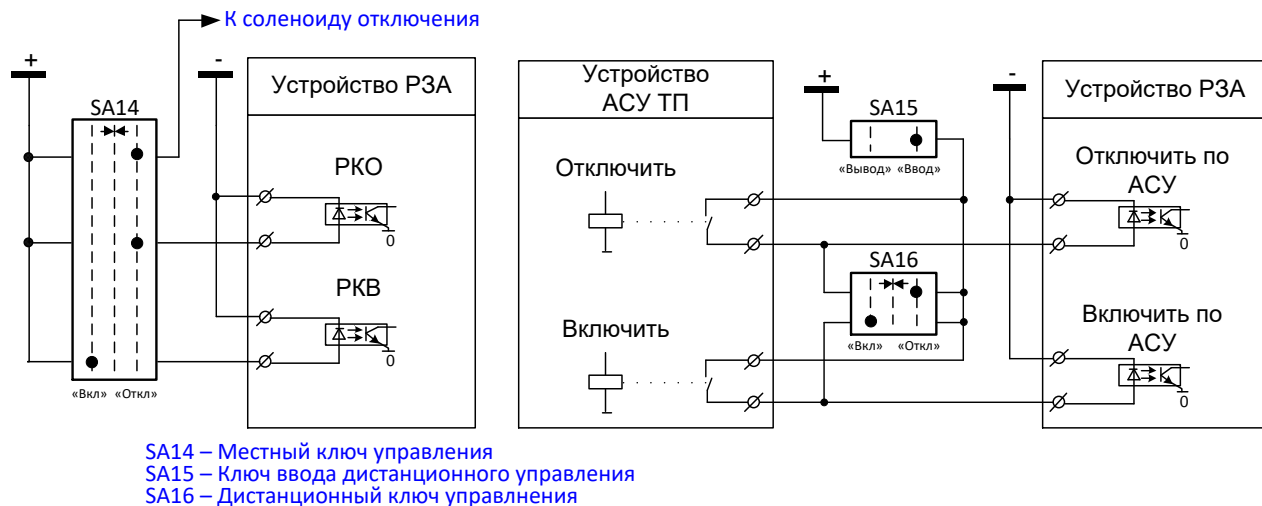 К соленоиду отключения
+
-
SA14
Устройство РЗА
РКО
0
РКВ
0
«Вкл» «Откл»
Устройство
АСУ ТП
Отключить
Включить
+
SA15
«Вывод» «Ввод»
SA16
«Вкл» «Откл»
-
Устройство РЗА
Отключить по
АСУ
0
Включить по
АСУ
0
SA14 – Местный ключ управления
SA15 – Ключ ввода дистанционного управления
SA16 – Дистанционный ключ управлнения